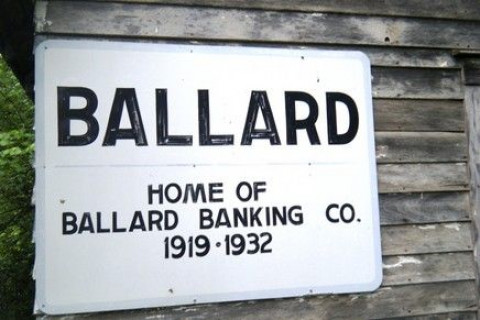 BALLARD
HOME OF
BALLARD BANKING CO.
1919·1932